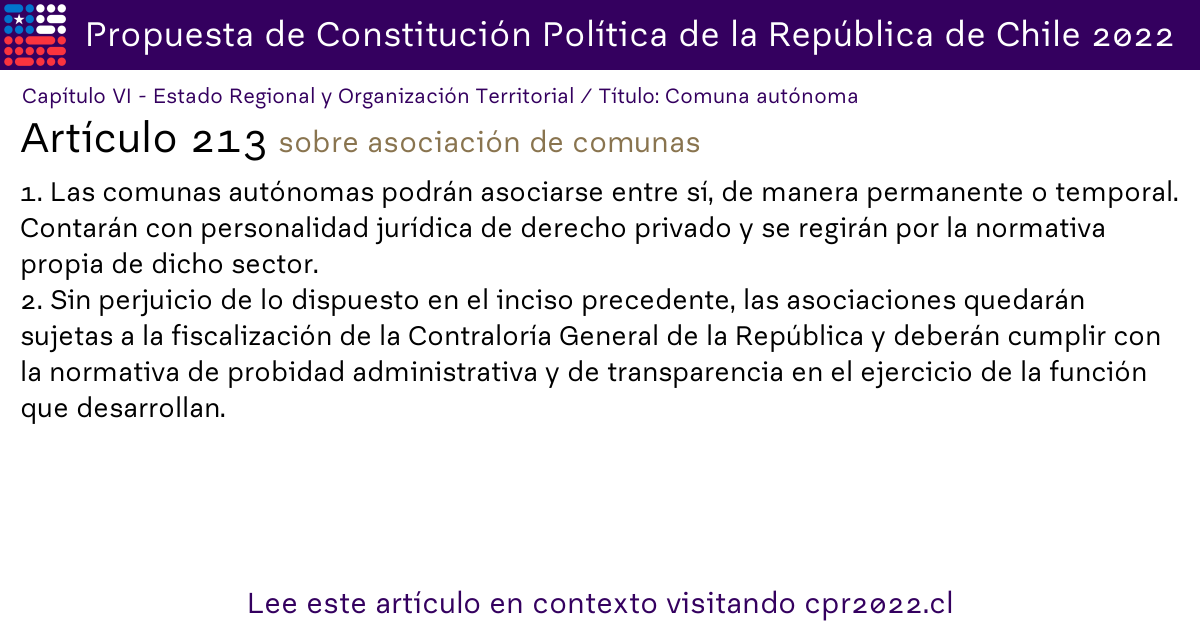 Propuesta de Constitución Política de la República de Chile 2022
Capítulo VI - Estado Regional y Organización Territorial / Título: Comuna autónoma
Artículo 213 sobre asociación de comunas
1. Las comunas autónomas podrán asociarse entre sí, de manera permanente o temporal.
Contarán con personalidad jurídica de derecho privado y se regirán por la normativa
propia de dicho sector.
2. Sin perjuicio de lo dispuesto en el inciso precedente, las asociaciones quedarán
sujetas a la fiscalización de la Contraloría General de la República y deberán cumplir con
la normativa de probidad administrativa y de transparencia en el ejercicio de la función
que desarrollan.
Lee este artículo en contexto visitando cpr2022.cl